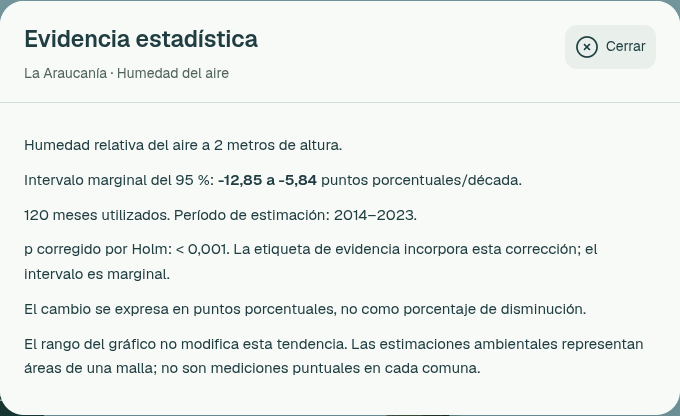 Evidencia estadística
Cerrar
La Araucanía · Humedad del aire
Humedad relativa del aire a 2 metros de altura.
Intervalo marginal del 95 %: -12,85 a -5,84 puntos porcentuales/década.
120 meses utilizados. Período de estimación: 2014–2023.
p corregido por Holm: < 0,001. La etiqueta de evidencia incorpora esta corrección; el
intervalo es marginal.
El cambio se expresa en puntos porcentuales, no como porcentaje de disminución.
El rango del gráfico no modifica esta tendencia. Las estimaciones ambientales representan
áreas de una malla; no son mediciones puntuales en cada comuna.